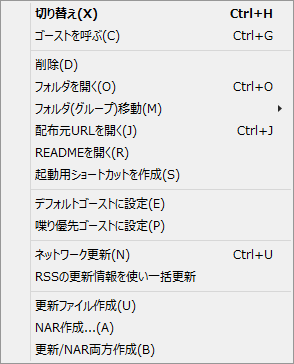 切り替え(X) Ctrl+H
ゴーストを呼ぶ(C) Ctrl+G
削除(D)
フォルダを開く(O) Ctrl+O
フォルダ(グループ)移動(M)
配布元URLを開く(J) Ctrl+J
READMEを開く(R)
起動用ショートカットを作成(S)
デフォルトゴーストに設定(E)
喋り優先ゴーストに設定(P)
ネットワーク更新(N) Ctrl+U
RSSの更新情報を使い一括更新
更新ファイル作成(U)
NAR作成...(A)
更新/NAR両方作成(B)